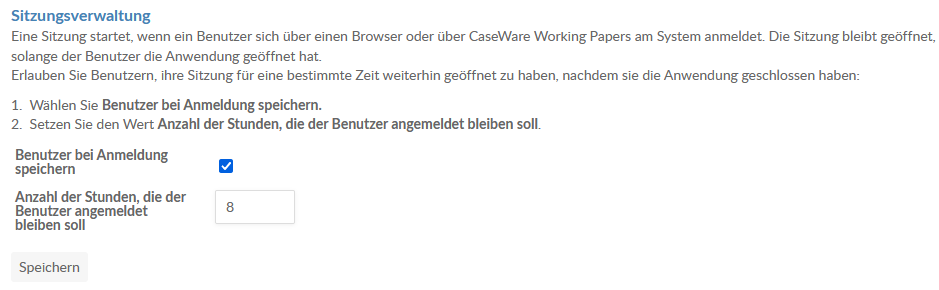 Sitzungsverwaltung
Eine Sitzung startet, wenn ein Benutzer sich über einen Browser oder über CaseWare Working Papers am System anmeldet. Die Sitzung bleibt geöffnet,
solange der Benutzer die Anwendung geöffnet hat.
Erlauben Sie Benutzern, ihre Sitzung für eine bestimmte Zeit weiterhin geöffnet zu haben, nachdem sie die Anwendung geschlossen haben:
1. Wählen Sie Benutzer bei Anmeldung speichern.
2. Setzen Sie den Wert Anzahl der Stunden, die der Benutzer angemeldet bleiben soll.
Benutzer bei Anmeldung
speichern
Anzahl der Stunden, die der
Benutzer angemeldet
bleiben soll
8
Speichern